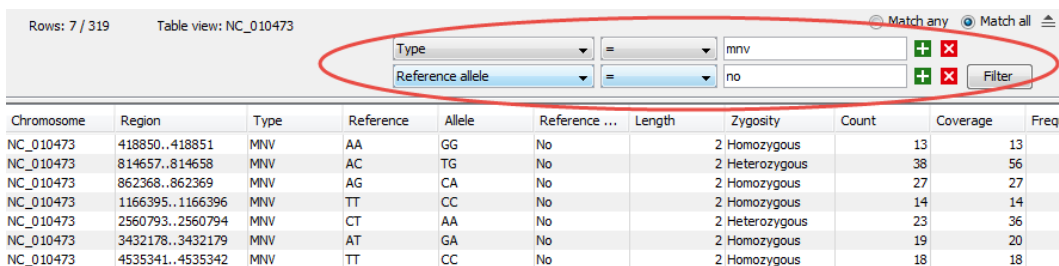 Rows: 7 / 319 Table view: NC_010473 Match any Match all
Type = mnv
Reference allele = no Filter
Chromosome Region Type Reference Allele Reference ... Length Zygosity Count Coverage Frequ
NC_010473 418850..418851 MNV AA GG No 2 Homozygous 13 13
NC_010473 814657..814658 MNV AC TG No 2 Heterozygous 38 56
NC_010473 862368..862369 MNV AG CA No 2 Homozygous 27 27
NC_010473 1166395..1166396 MNV TT CC No 2 Homozygous 14 14
NC_010473 2560793..2560794 MNV CT AA No 2 Heterozygous 23 36
NC_010473 3432178..3432179 MNV AT GA No 2 Homozygous 19 20
NC_010473 4535341..4535342 MNV TT CC No 2 Homozygous 18 18